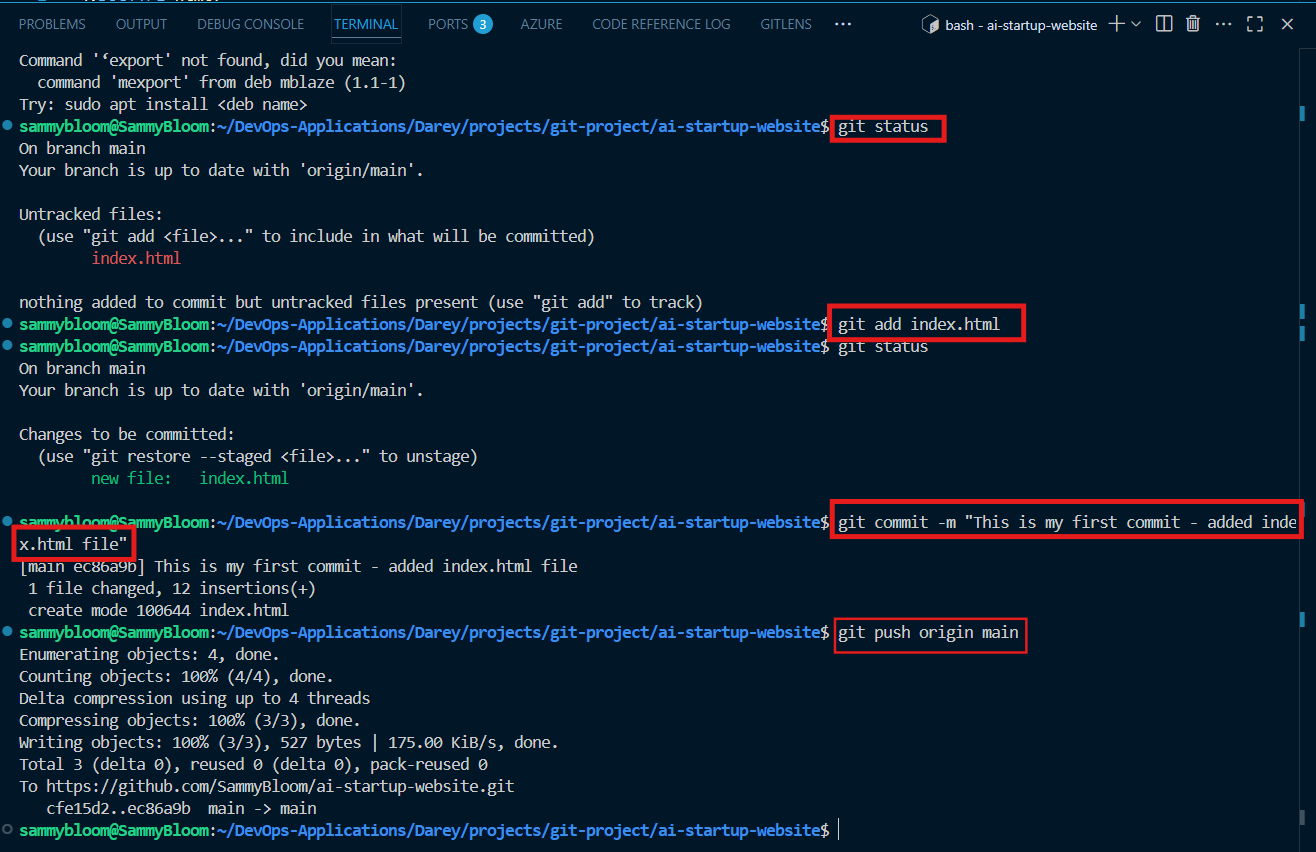 PROBLEMS OUTPUT DEBUG CONSOLE TERMINAL PORTS 3 AZURE CODE REFERENCE LOG GITLENS ··· bash - ai-startup-website
Command '‘export' not found, did you mean:
  command 'mexport' from deb mblaze (1.1-1)
Try: sudo apt install <deb name>
sammybloom@SammyBloom:~/DevOps-Applications/Darey/projects/git-project/ai-startup-website$ git status
On branch main
Your branch is up to date with 'origin/main'.

Untracked files:
  (use "git add <file>..." to include in what will be committed)
        index.html

nothing added to commit but untracked files present (use "git add" to track)
sammybloom@SammyBloom:~/DevOps-Applications/Darey/projects/git-project/ai-startup-website$ git add index.html
sammybloom@SammyBloom:~/DevOps-Applications/Darey/projects/git-project/ai-startup-website$ git status
On branch main
Your branch is up to date with 'origin/main'.

Changes to be committed:
  (use "git restore --staged <file>..." to unstage)
        new file:   index.html

sammybloom@SammyBloom:~/DevOps-Applications/Darey/projects/git-project/ai-startup-website$ git commit -m "This is my first commit - added inde
x.html file"
[main ec86a9b] This is my first commit - added index.html file
 1 file changed, 12 insertions(+)
 create mode 100644 index.html
sammybloom@SammyBloom:~/DevOps-Applications/Darey/projects/git-project/ai-startup-website$ git push origin main
Enumerating objects: 4, done.
Counting objects: 100% (4/4), done.
Delta compression using up to 4 threads
Compressing objects: 100% (3/3), done.
Writing objects: 100% (3/3), 527 bytes | 175.00 KiB/s, done.
Total 3 (delta 0), reused 0 (delta 0), pack-reused 0
To https://github.com/SammyBloom/ai-startup-website.git
   cfe15d2..ec86a9b  main -> main
sammybloom@SammyBloom:~/DevOps-Applications/Darey/projects/git-project/ai-startup-website$